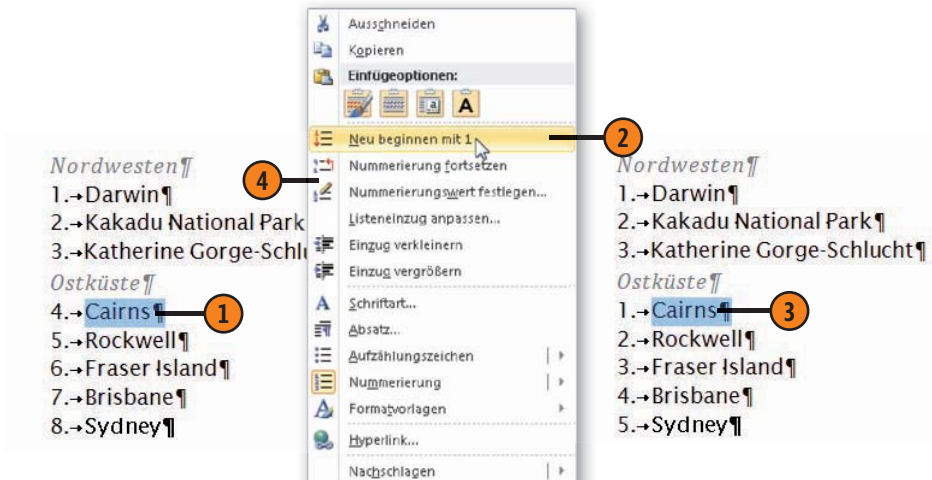 Nordwesten¶
1.→Darwin¶
2.→Kakadu National Park
3.→Katherine Gorge-Schlu
Ostküste¶
4.→Cairns¶
5.→Rockwell¶
6.→Fraser Island¶
7.→Brisbane¶
8.→Sydney¶
1
4
Ausschneiden
Kopieren
Einfügeoptionen:
a A
Neu beginnen mit 1
Nummerierung fortsetzen
Nummerierungswert festlegen...
Listeneinzug anpassen...
Einzug verkleinern
Einzug vergrößern
A Schriftart...
Absatz...
Aufzählungszeichen
Nummerierung
Formatvorlagen
Hyperlink...
Nachschlagen
2
Nordwesten¶
1.→Darwin¶
2.→Kakadu National Park¶
3.→Katherine Gorge-Schlucht¶
Ostküste¶
1.→Cairns¶
2.→Rockwell¶
3.→Fraser Island¶
4.→Brisbane¶
5.→Sydney¶
3